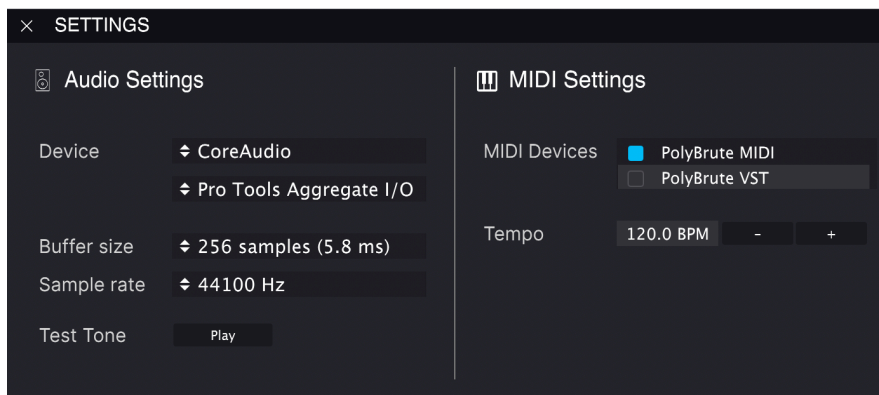 × SETTINGS
Audio Settings
Device
CoreAudio
Pro Tools Aggregate I/O
Buffer size
256 samples (5.8 ms)
Sample rate
44100 Hz
Test Tone
Play
MIDI Settings
MIDI Devices
PolyBrute MIDI
PolyBrute VST
Tempo
120.0 BPM - +